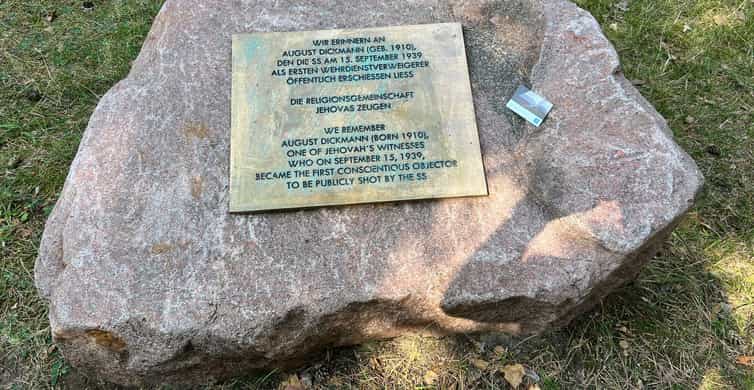 WIR ERINNERN AN
AUGUST DICKMANN (GEB. 1910),
DEN DIE SS AM 15. SEPTEMBER 1939
ALS ERSTEN WEHRDIENSTVERWEIGERER
ÖFFENTLICH ERSCHIESSEN LIESS
DIE RELIGIONSGEMEINSCHAFT
JEHOVAS ZEUGEN
WE REMEMBER
AUGUST DICKMANN (BORN 1910),
ONE OF JEHOVAH'S WITNESSES
WHO ON SEPTEMBER 15, 1939,
BECAME THE FIRST CONSCIENTIOUS OBJECTOR
TO BE PUBLICLY SHOT BY THE SS